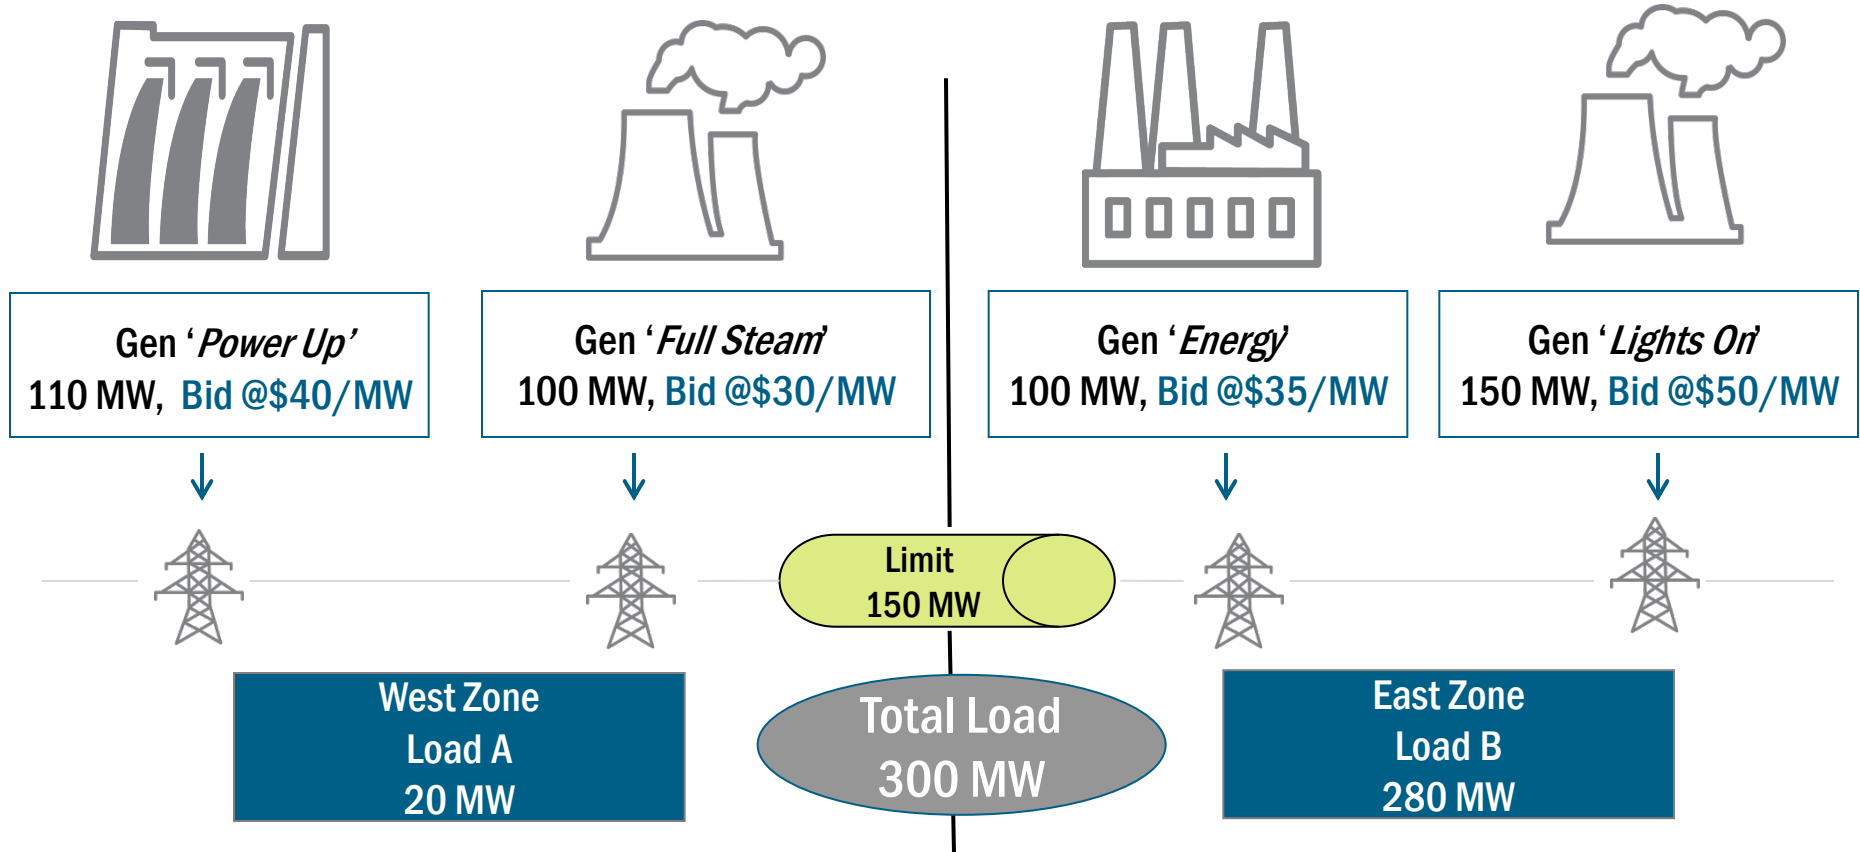 Gen ‘Power Up’
110 MW, Bid @$40/MW
Gen ‘Full Steam’
100 MW, Bid @$30/MW
Gen ‘Energy’
100 MW, Bid @$35/MW
Gen ‘Lights On’
150 MW, Bid @$50/MW
Limit
150 MW
West Zone
Load A
20 MW
Total Load
300 MW
East Zone
Load B
280 MW